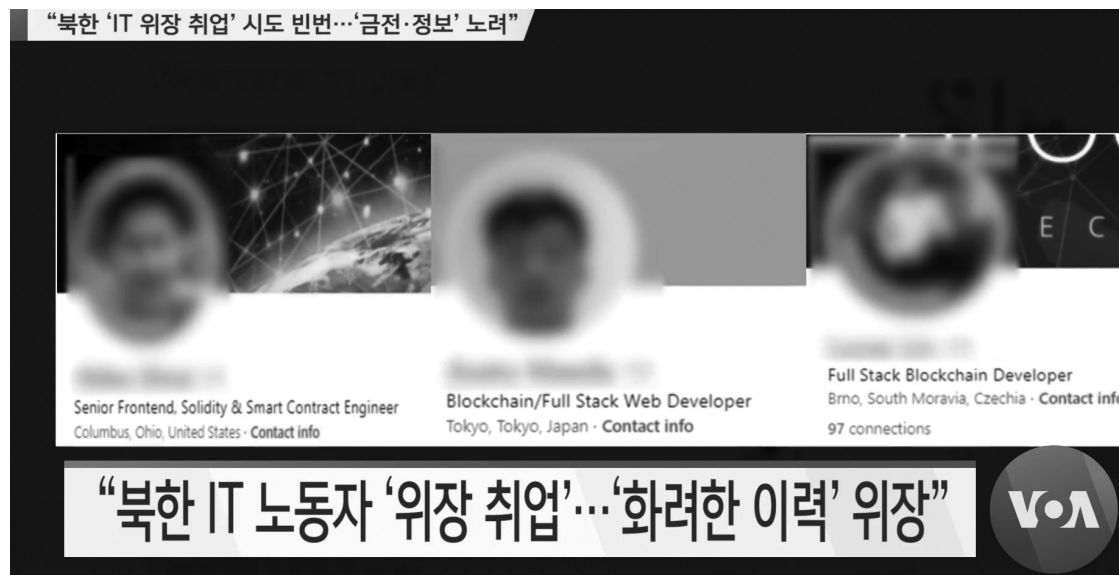 “북한 ‘IT 위장 취업’ 시도 빈번…‘금전·정보’ 노려”
E C
Senior Frontend, Solidity & Smart Contract Engineer
Columbus, Ohio, United States · Contact info
Blockchain/Full Stack Web Developer
Tokyo, Tokyo, Japan · Contact info
Full Stack Blockchain Developer
Brno, South Moravia, Czechia · Contact info
97 connections
“북한 IT 노동자 ‘위장 취업’…‘화려한 이력’ 위장”
VOA